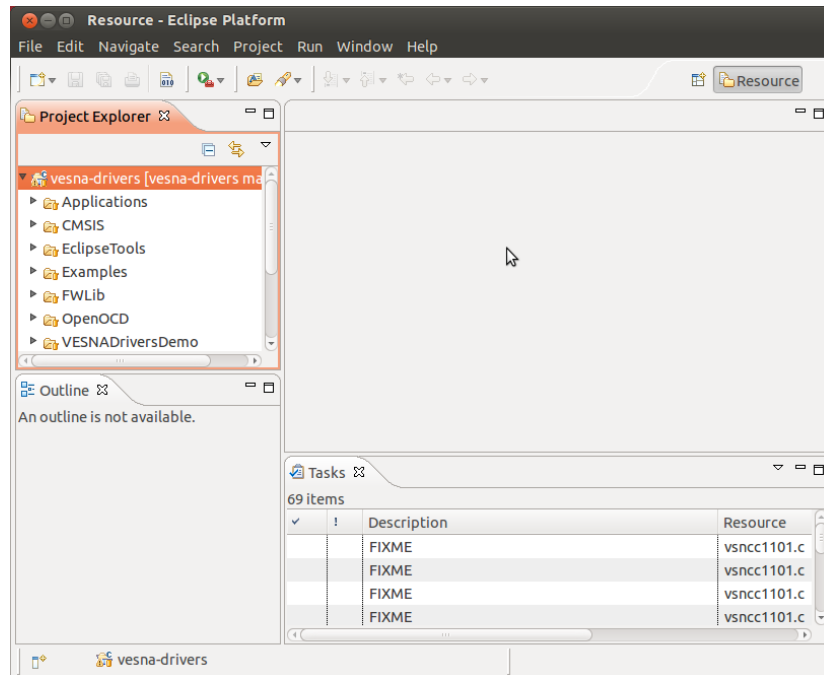 Resource - Eclipse Platform
File Edit Navigate Search Project Run Window Help
Resource
Project Explorer
vesna-drivers [vesna-drivers ma
Applications
CMSIS
EclipseTools
Examples
FWLib
OpenOCD
VESNADriversDemo
Outline
An outline is not available.
Tasks
69 items
! Description Resource
FIXME vsncc1101.c
FIXME vsncc1101.c
FIXME vsncc1101.c
FIXME vsncc1101.c
vesna-drivers